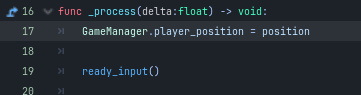 16 func _process(delta:float) -> void:
17 GameManager.player_position = position
18
19 ready_input()
20